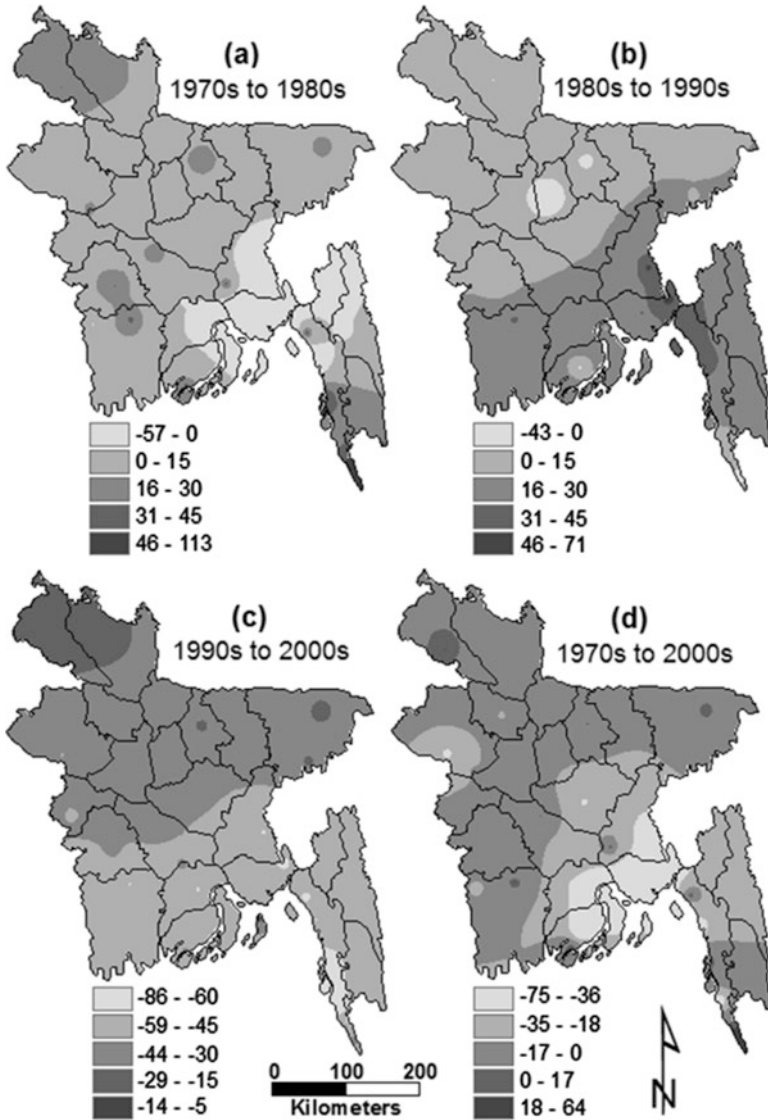 (a)
1970s to 1980s
-57 - 0
0 - 15
16 - 30
31 - 45
46 - 113
(b)
1980s to 1990s
-43 - 0
0 - 15
16 - 30
31 - 45
46 - 71
(c)
1990s to 2000s
-86 - -60
-59 - -45
-44 - -30
-29 - -15
-14 - -5
0 100 200
Kilometers
(d)
1970s to 2000s
-75 - -36
-35 - -18
-17 - 0
0 - 17
18 - 64
N